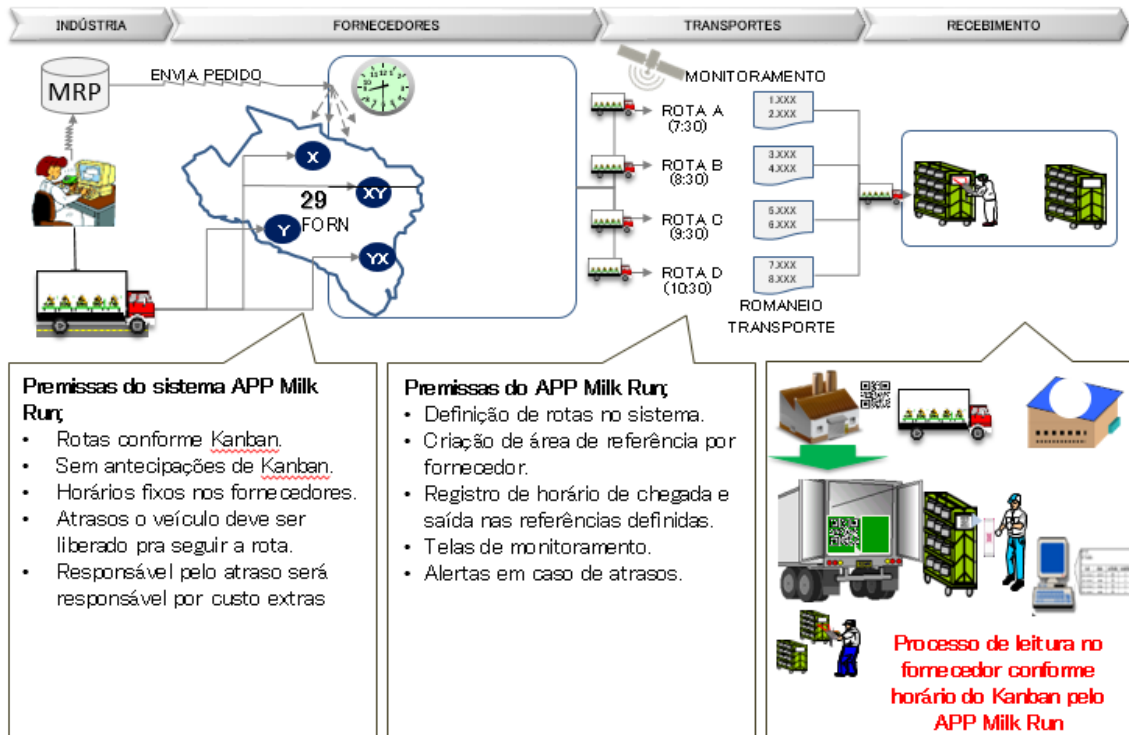 INDÚSTRIA
FORNECEDORES
TRANSPORTES
RECEBIMENTO
MRP
ENVIA PEDIDO
X
XY
29
FORN
Y
YX
MONITORAMENTO
ROTA A
(7:30)
1.XXX
2.XXX
ROTA B
(8:30)
3.XXX
4.XXX
ROTA C
(9:30)
5.XXX
6.XXX
ROTA D
(10:30)
7.XXX
8.XXX
ROMANEIO
TRANSPORTE
Premissas do sistema APP Milk
Run;
• Rotas conforme Kanban.
• Sem antecipações de Kanban.
• Horários fixos nos fornecedores.
• Atrasos o veículo deve ser
liberado pra seguir a rota.
• Responsável pelo atraso será
responsável por custo extras
Premissas do APP Milk Run;
• Definição de rotas no sistema.
• Criação de área de referência por
fornecedor.
• Registro de horário de chegada e
saída nas referências definidas.
• Telas de monitoramento.
• Alertas em caso de atrasos.
Processo de leitura no
fornecedor conforme
horário do Kanban pelo
APP Milk Run